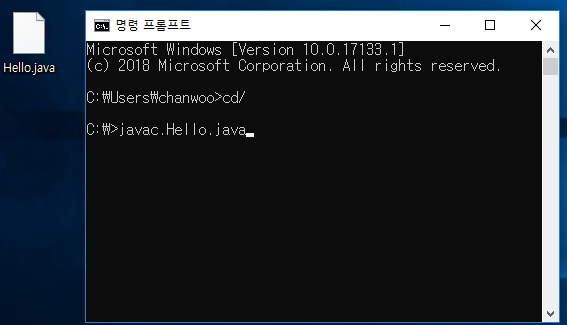 Hello.java
명령 프롬프트
Microsoft Windows [Version 10.0.17133.1]
(c) 2018 Microsoft Corporation. All rights reserved.
C:₩Users₩chanwoo>cd/
C:₩>javac.Hello.java